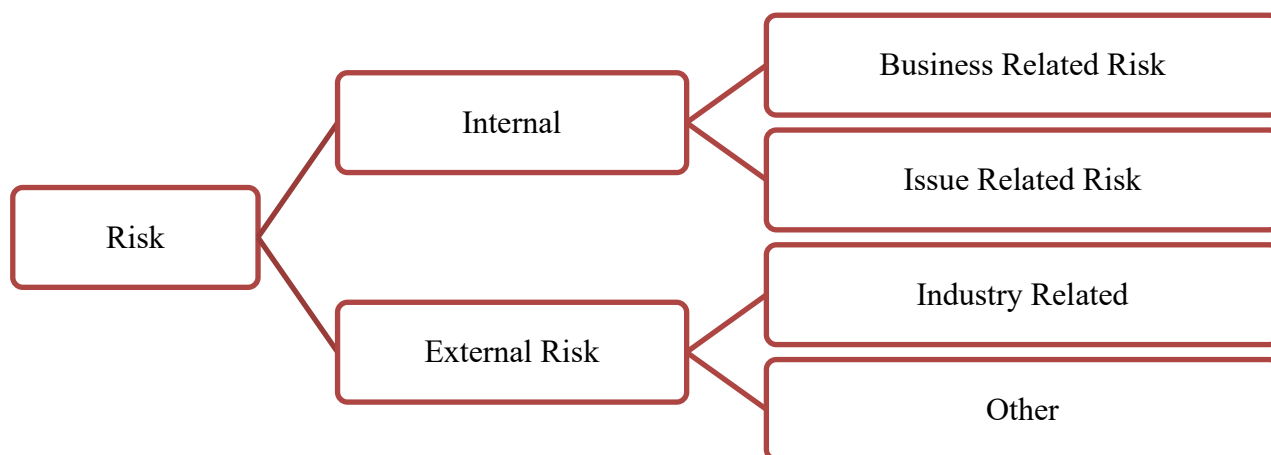 Risk
Internal
Business Related Risk
Issue Related Risk
External Risk
Industry Related
Other